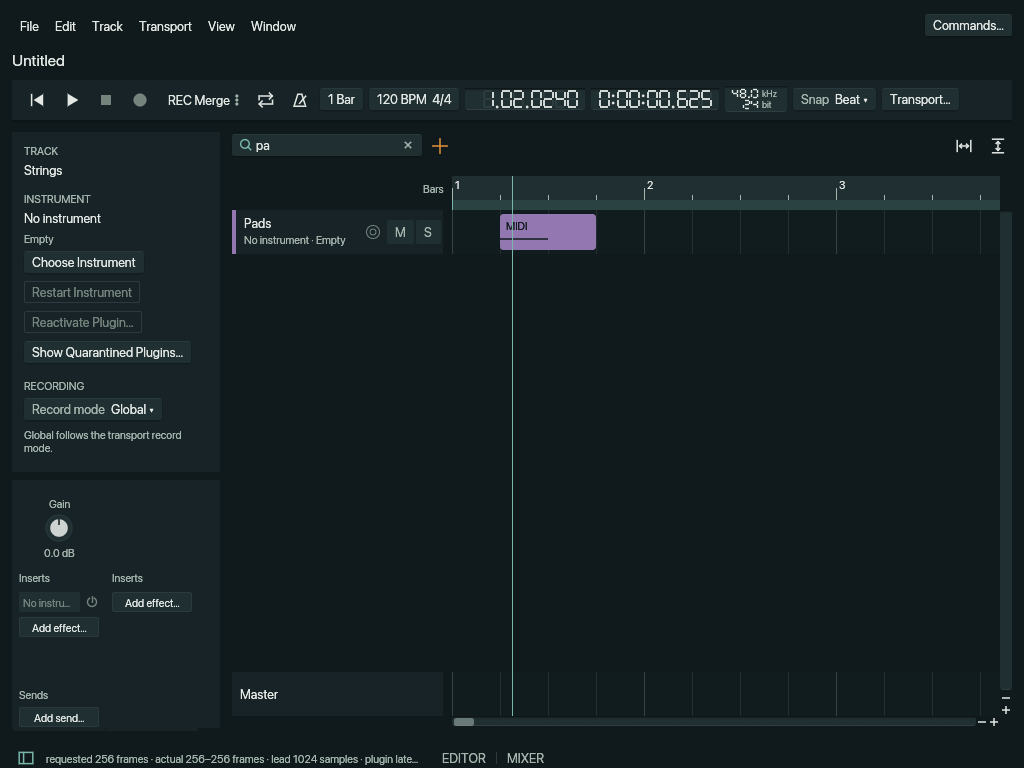 File Edit Track Transport View Window Commands...
Untitled
REC Merge 1 Bar 120 BPM 4/4 1.02.0240 0:00:00.625 48.0 kHz 24 bit Snap Beat Transport...
TRACK
Strings
INSTRUMENT
No instrument
Empty
Choose Instrument
Restart Instrument
Reactivate Plugin...
Show Quarantined Plugins...
RECORDING
Record mode Global
Global follows the transport record
mode.
Gain
0.0 dB
Inserts Inserts
No instru... Add effect...
Add effect...
Sends
Add send...
pa
Bars 1 2 3
Pads
No instrument · Empty M S
MIDI
Master
requested 256 frames · actual 256–256 frames · lead 1024 samples · plugin late... EDITOR MIXER